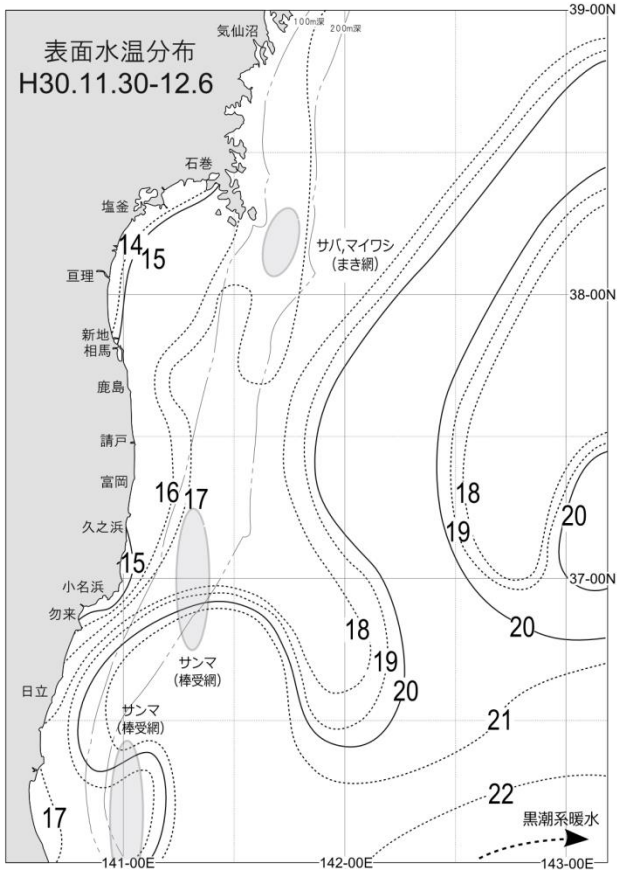 39-00N
気仙沼
100m深
200m深
表面水温分布
H30.11.30-12.6
石巻
塩釜
サバ,マイワシ
(まき網)
14
15
亘理
38-00N
新地
相馬
鹿島
請戸
富岡
16
17
18
20
19
久之浜
15
37-00N
小名浜
勿来
18
20
19
サンマ
(棒受網)
20
日立
サンマ
(棒受網)
21
22
17
黒潮系暖水
141-00E
142-00E
143-00E